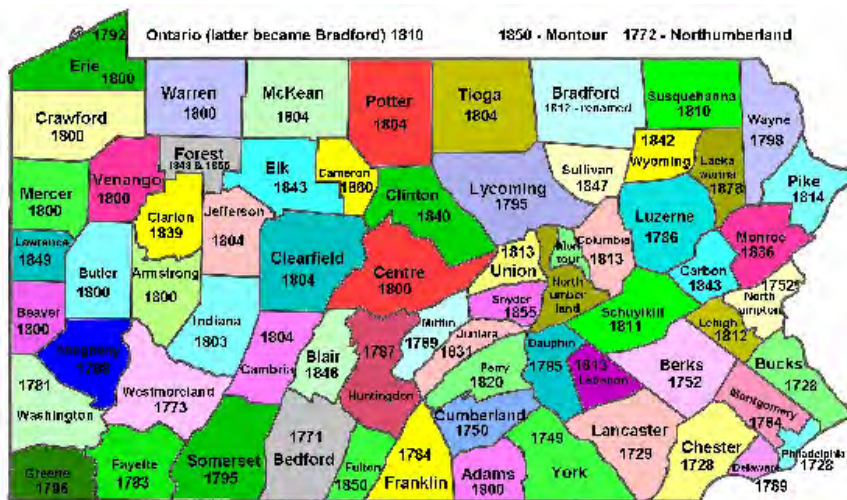 1792
Ontario (latter became Bradford) 1810
1850 - Montour 1772 - Northumberland
Erie
1800
Warren
1800
McKean
1804
Potter
1804
Tioga
1804
Bradford
1812 - renamed
Susquehanna
1810
Wayne
1798
Crawford
1800
Forest
1848 & 1855
Elk
1843
Cameron
1860
Clinton
1840
Lycoming
1795
Sullivan
1847
1842
Wyoming
1878
Pike
1814
Mercer
1800
Venango
1800
Clarion
1839
Jefferson
1804
Clearfield
1804
Centre
1800
1813
Union
Columbia
1813
Luzerne
1786
Monroe
1836
Lawrence
1849
Butler
1800
Armstrong
1800
Snyder
1855
North
umber
land
Carbon
1843
1752
North
ampton
Beaver
1800
Indiana
1803
1804
Cambria
Blair
1846
1787
Huntingdon
Mifflin
1789
Juniata
1831
Dauphin
1785
Schuylkill
1811
Lehigh
1812
1781
Washington
Westmoreland
1773
Perry
1820
1813
Lebanon
Berks
1752
Bucks
1728
Greene
1796
Fayette
1783
Somerset
1795
1771
Bedford
Fulton
1850
1784
Franklin
Cumberland
1750
Adams
1800
1749
York
Lancaster
1729
Chester
1728
Montgomery
1784
Philadelphia
1728
Delaware
1789